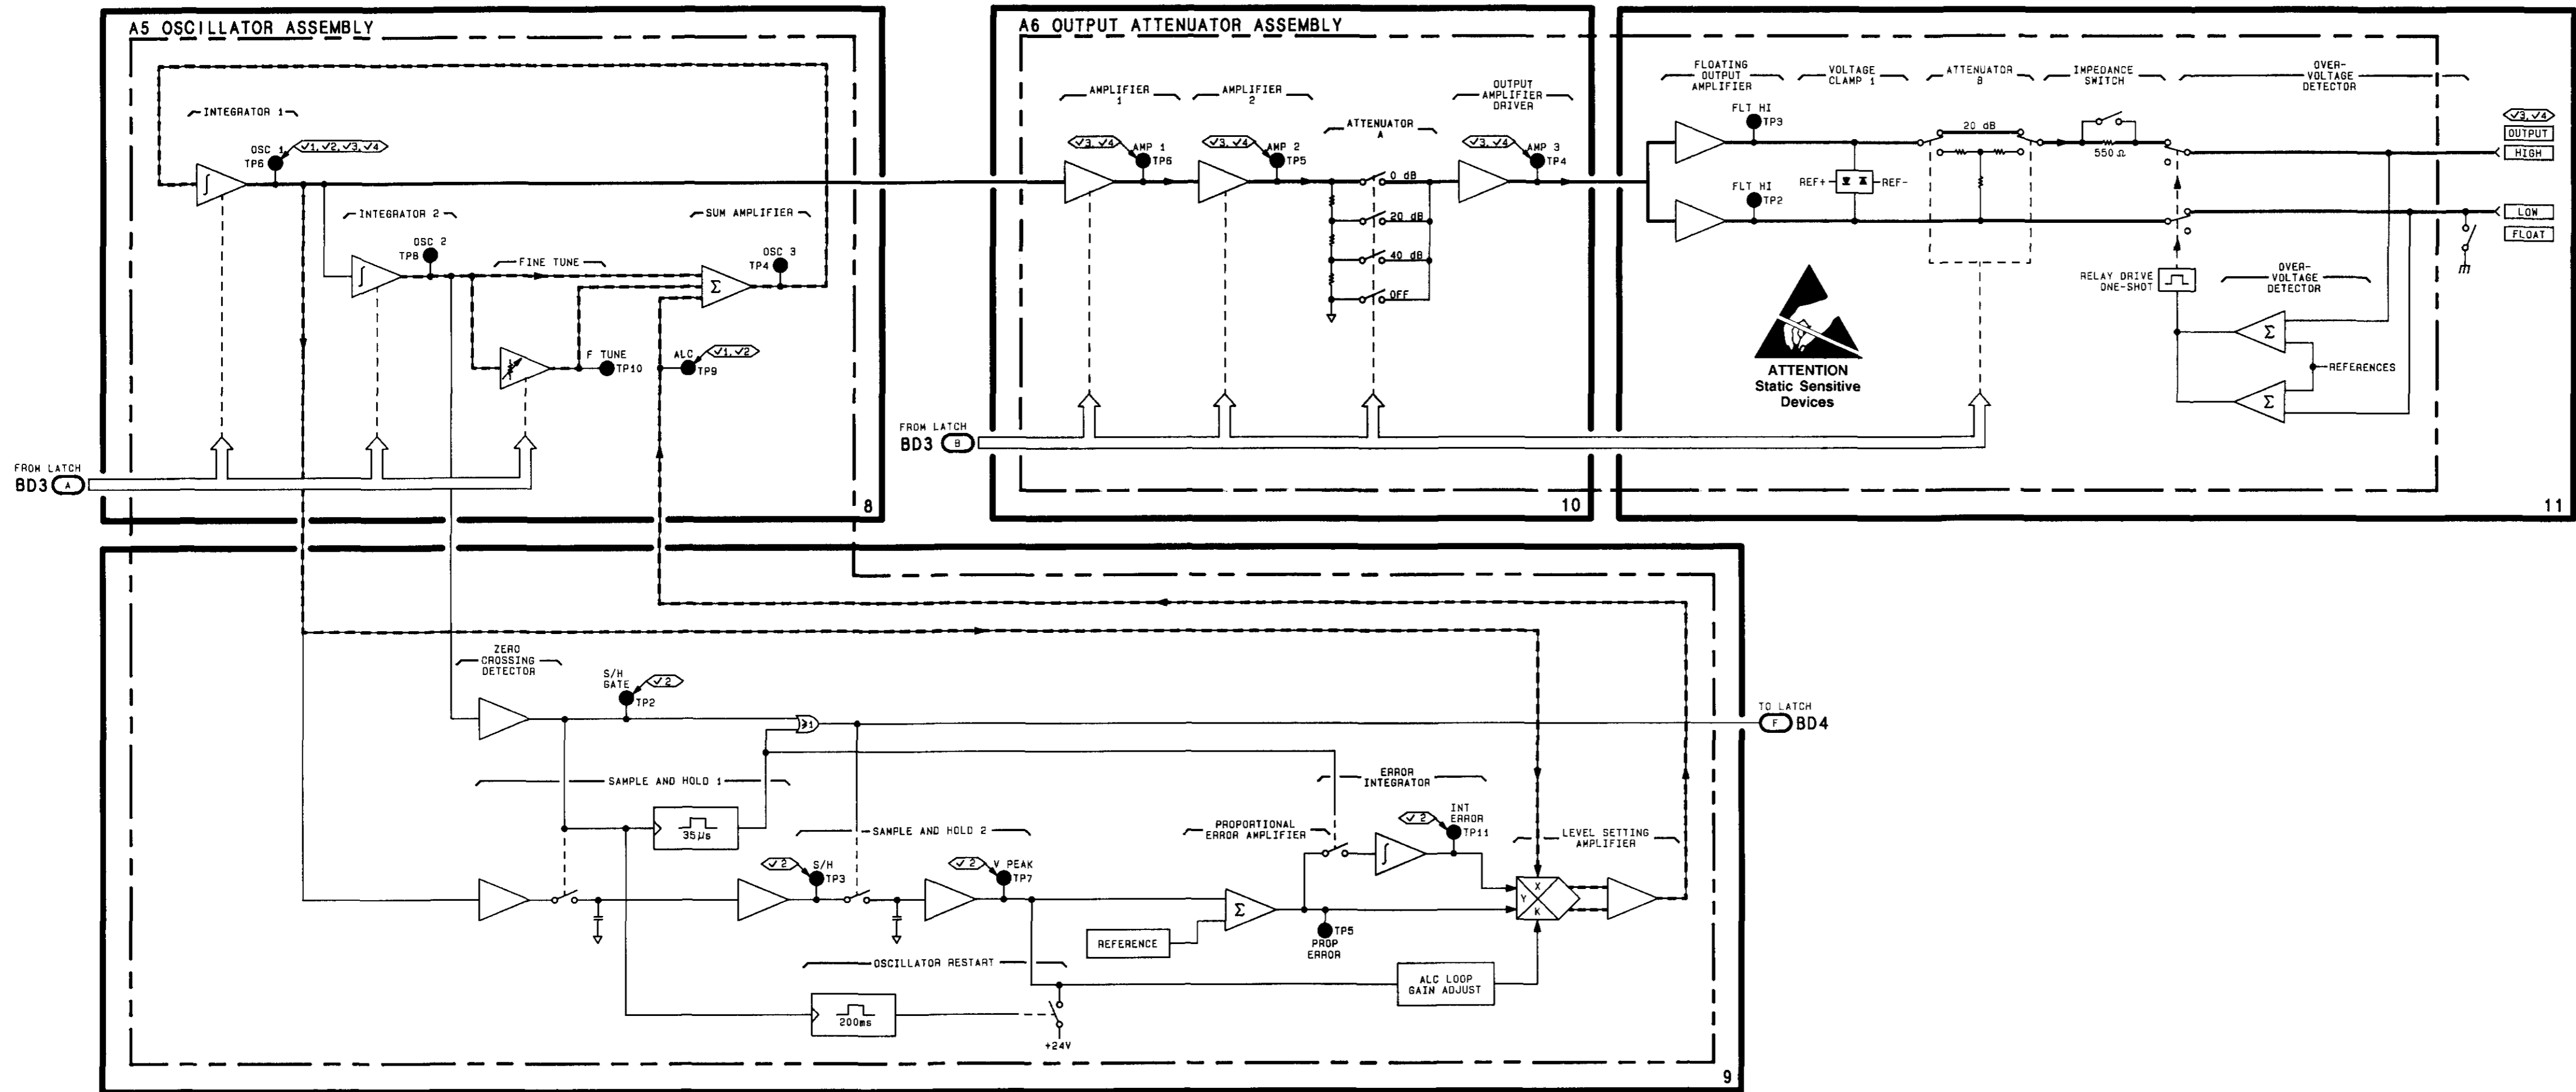 A5 OSCILLATOR ASSEMBLY
INTEGRATOR 1
OSC 1
TP6
√1, √2, √3, √4
INTEGRATOR 2
OSC 2
TP8
FINE TUNE
SUM AMPLIFIER
OSC 3
TP4
∫
∫
Σ
F TUNE
TP10
ALC
TP9
√1, √2
FROM LATCH
BD3 A
8
A6 OUTPUT ATTENUATOR ASSEMBLY
AMPLIFIER
1
AMPLIFIER
2
ATTENUATOR
A
OUTPUT
AMPLIFIER
DRIVER
√3, √4
AMP 1
TP6
√3, √4
AMP 2
TP5
√3, √4
AMP 3
TP4
0 dB
20 dB
40 dB
OFF
FROM LATCH
BD3 B
10
FLOATING
OUTPUT
AMPLIFIER
VOLTAGE
CLAMP 1
ATTENUATOR
B
IMPEDANCE
SWITCH
OVER-
VOLTAGE
DETECTOR
FLT HI
TP3
FLT HI
TP2
REF+
REF-
20 dB
550 Ω
√3, √4
OUTPUT
HIGH
LOW
FLOAT
RELAY DRIVE
ONE-SHOT
OVER-
VOLTAGE
DETECTOR
Σ
Σ
REFERENCES
ATTENTION
Static Sensitive
Devices
11
ZERO
CROSSING
DETECTOR
S/H
GATE
TP2
√2
≥1
TO LATCH
F BD4
SAMPLE AND HOLD 1
35µs
SAMPLE AND HOLD 2
√2
S/H
TP3
√2
V PEAK
TP7
PROPORTIONAL
ERROR AMPLIFIER
ERROR
INTEGRATOR
√2
INT
ERROR
TP11
∫
Σ
LEVEL SETTING
AMPLIFIER
X
Y
K
TP5
PROP
ERROR
REFERENCE
OSCILLATOR RESTART
200ms
+24V
ALC LOOP
GAIN ADJUST
9